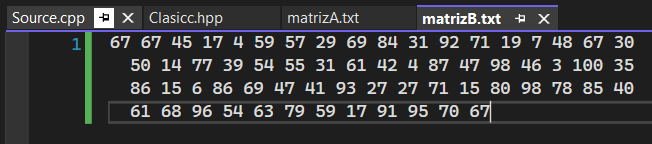 Source.cpp Clasicc.hpp matrizA.txt matrizB.txt
1 67 67 45 17 4 59 57 29 69 84 31 92 71 19 7 48 67 30
50 14 77 39 54 55 31 61 42 4 87 47 98 46 3 100 35
86 15 6 86 69 47 41 93 27 27 71 15 80 98 78 85 40
61 68 96 54 63 79 59 17 91 95 70 67